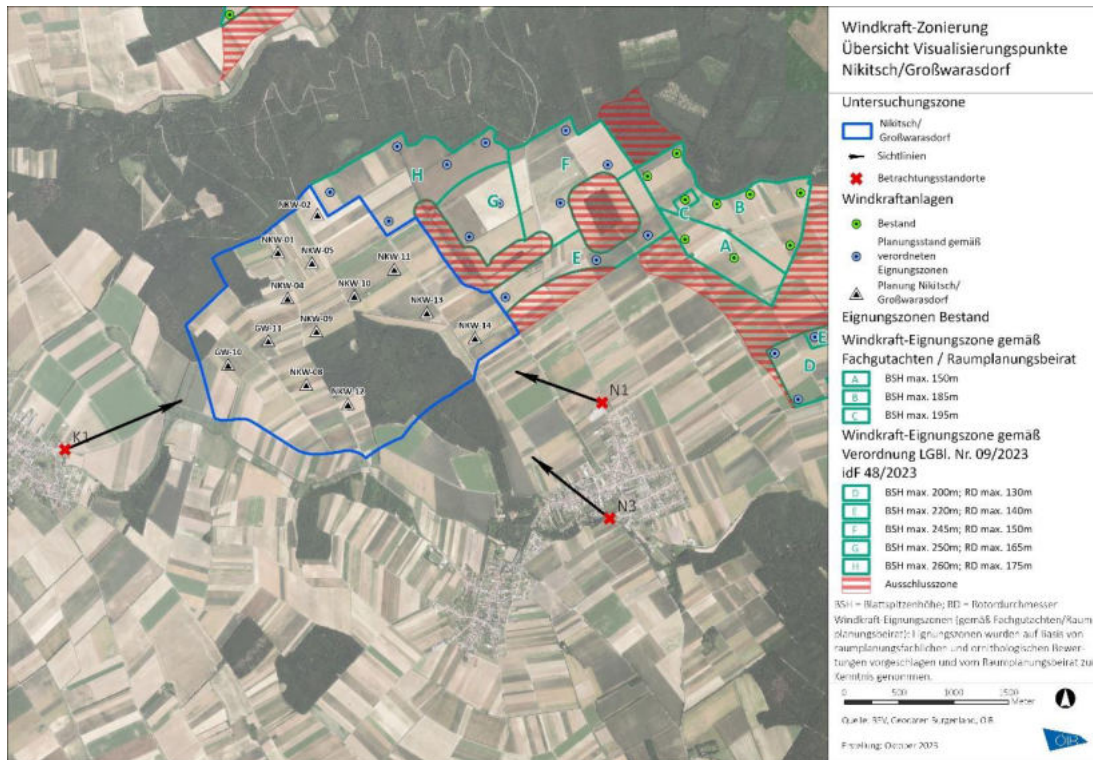 Windkraft-Zonierung
Übersicht Visualisierungspunkte
Nikitsch/Großwarasdorf
Untersuchungszone
Nikitsch/
Großwarasdorf
Sichtlinien
Betrachtungsstandorte
Windkraftanlagen
Bestand
Planungsstand gemäß
verordneten
Eignungszonen
Planung Nikitsch/
Großwarasdorf
Eignungszonen Bestand
Windkraft-Eignungszone gemäß
Fachgutachten / Raumplanungsbeirat
A BSH max. 150m
B BSH max. 185m
C BSH max. 195m
Windkraft-Eignungszone gemäß
Verordnung LGBl. Nr. 09/2023
idF 48/2023
D BSH max. 200m; RD max. 130m
E BSH max. 220m; RD max. 140m
F BSH max. 245m; RD max. 150m
G BSH max. 250m; RD max. 165m
H BSH max. 260m; RD max. 175m
Ausschlusszone
BSH = Blattspitzenhöhe; RD = Rotordurchmesser
Windkraft-Eignungszonen (gemäß Fachgutachten/Raum
planungsbeirat): Eignungszonen wurden auf Basis von
raumplanungsfachlichen und ornithologischen Bewer-
tungen vorgeschlagen und vom Raumplanungsbeirat zur
Kenntnis genommen.
0 500 1000 1500
Meter
Quelle: BEV, Geodaten Burgenland, ÖIR
Erstellung: October 2023
ÖIR
H
F
G
E
C
B
A
E
D
NKW-02
NKW-01
NKW-05
NKW-11
NKW-04
NKW-10
NKW-13
GW-11
NKW-09
NKW-14
GW-10
NKW-08
NKW-12
K1
N1
N3